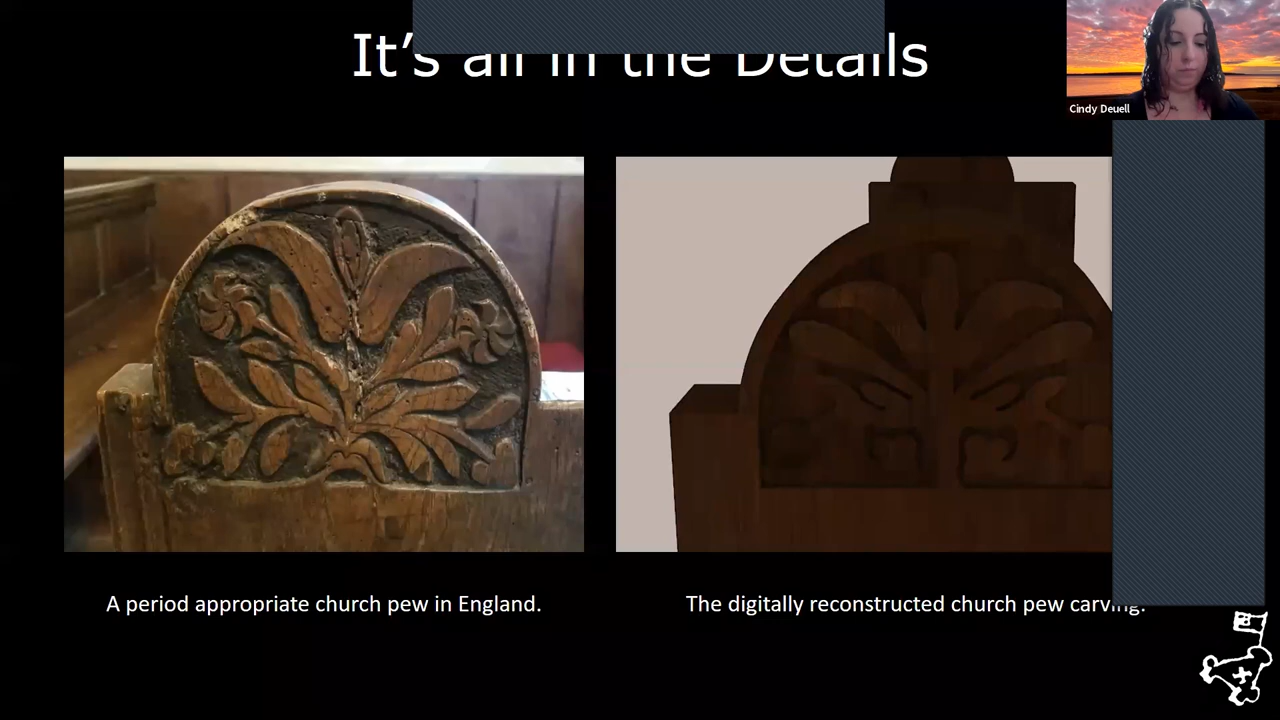 It's all in the Details
Cindy Deuell
A period appropriate church pew in England.
The digitally reconstructed church pew carving.